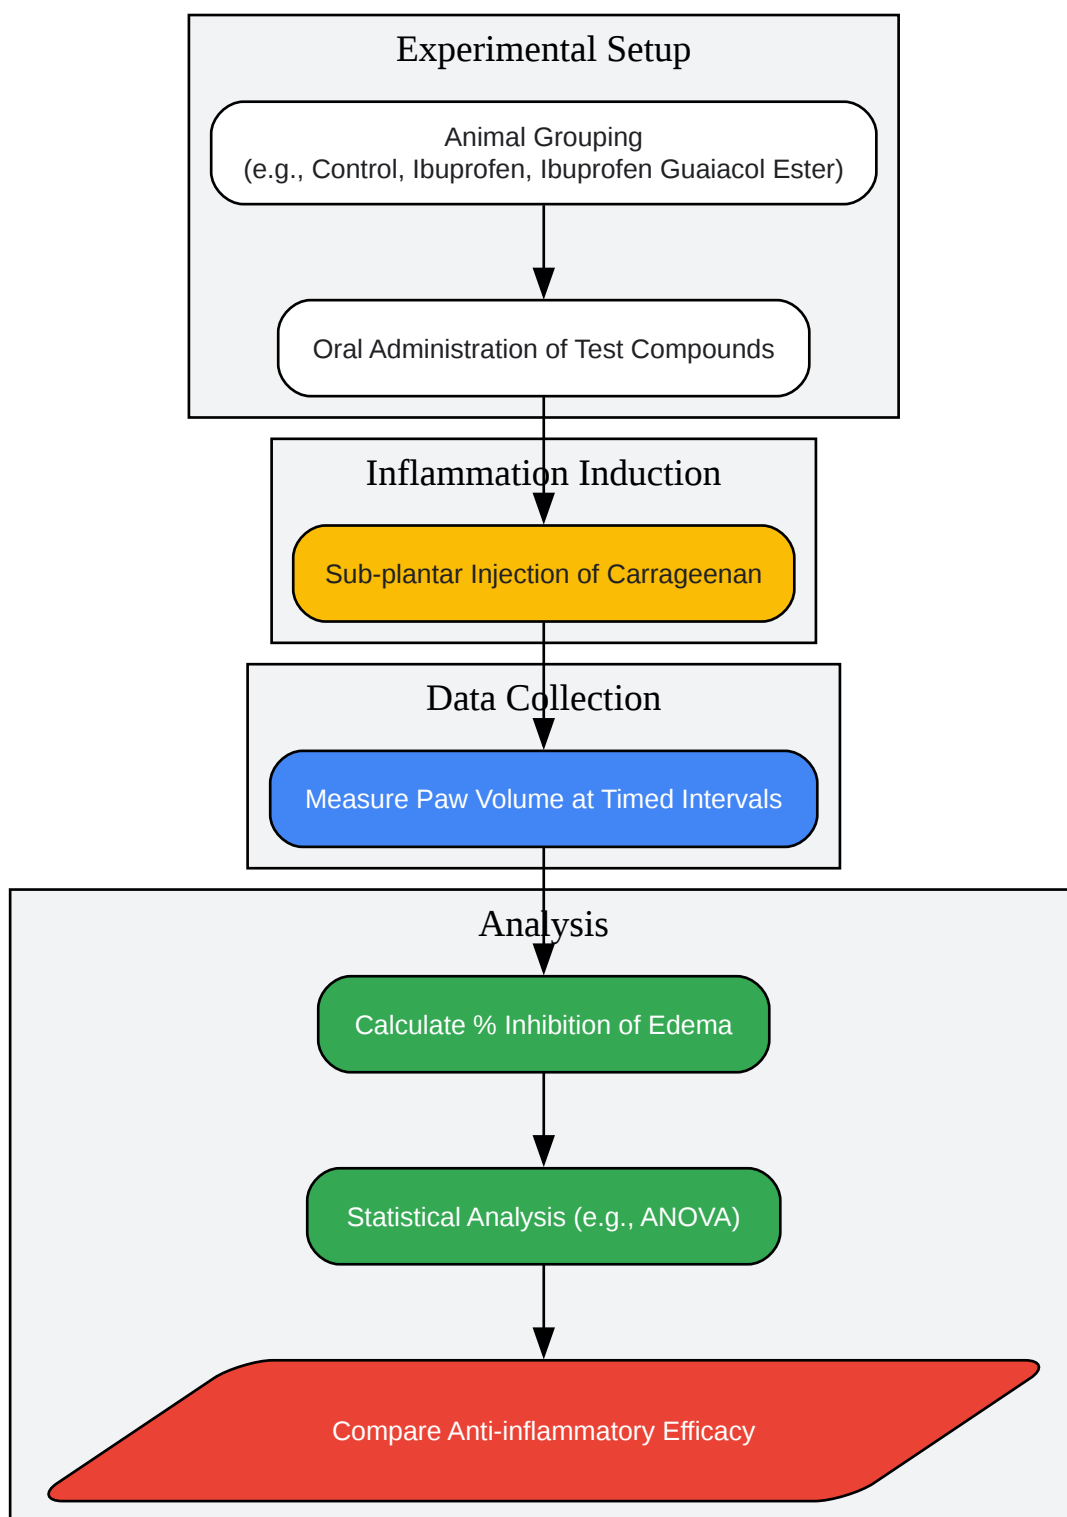 Experimental Setup
Animal Grouping
(e.g., Control, Ibuprofen, Ibuprofen Guaiacol Ester)
Oral Administration of Test Compounds
Inflammation Induction
Sub-plantar Injection of Carrageenan
Data Collection
Measure Paw Volume at Timed Intervals
Analysis
Calculate % Inhibition of Edema
Statistical Analysis (e.g., ANOVA)
Compare Anti-inflammatory Efficacy